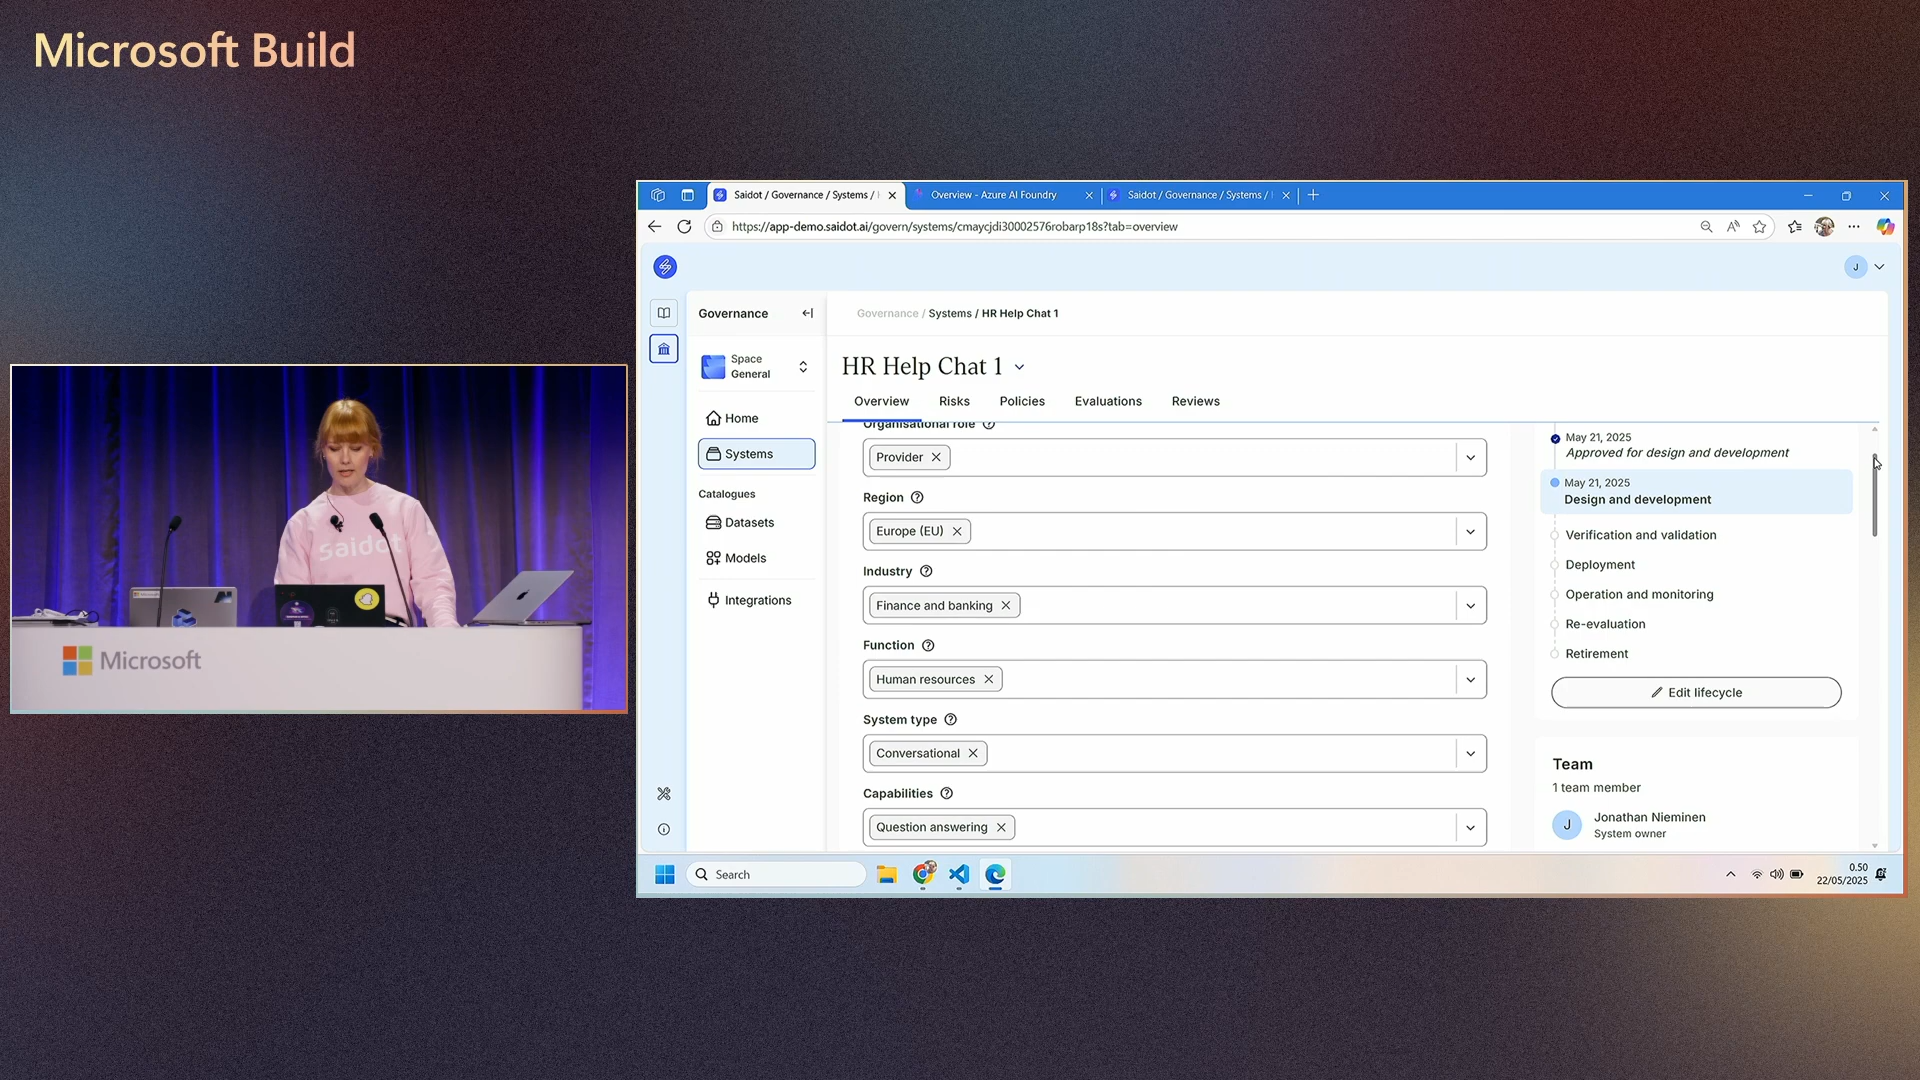 Microsoft Build
Saidot / Governance / Systems /
Overview - Azure AI Foundry
Saidot / Governance / Systems /
https://app-demo.saidot.ai/govern/systems/cmaycjdi30002576robarp18s?tab=overview
J
Governance
Governance / Systems / HR Help Chat 1
Space
General
HR Help Chat 1
Overview
Risks
Policies
Evaluations
Reviews
Home
Systems
Catalogues
Datasets
Models
Integrations
Organisational role
Provider
Region
Europe (EU)
Industry
Finance and banking
Function
Human resources
System type
Conversational
Capabilities
Question answering
May 21, 2025
Approved for design and development
May 21, 2025
Design and development
Verification and validation
Deployment
Operation and monitoring
Re-evaluation
Retirement
Edit lifecycle
Team
1 team member
J
Jonathan Nieminen
System owner
Search
0.50
22/05/2025
saidot
Microsoft